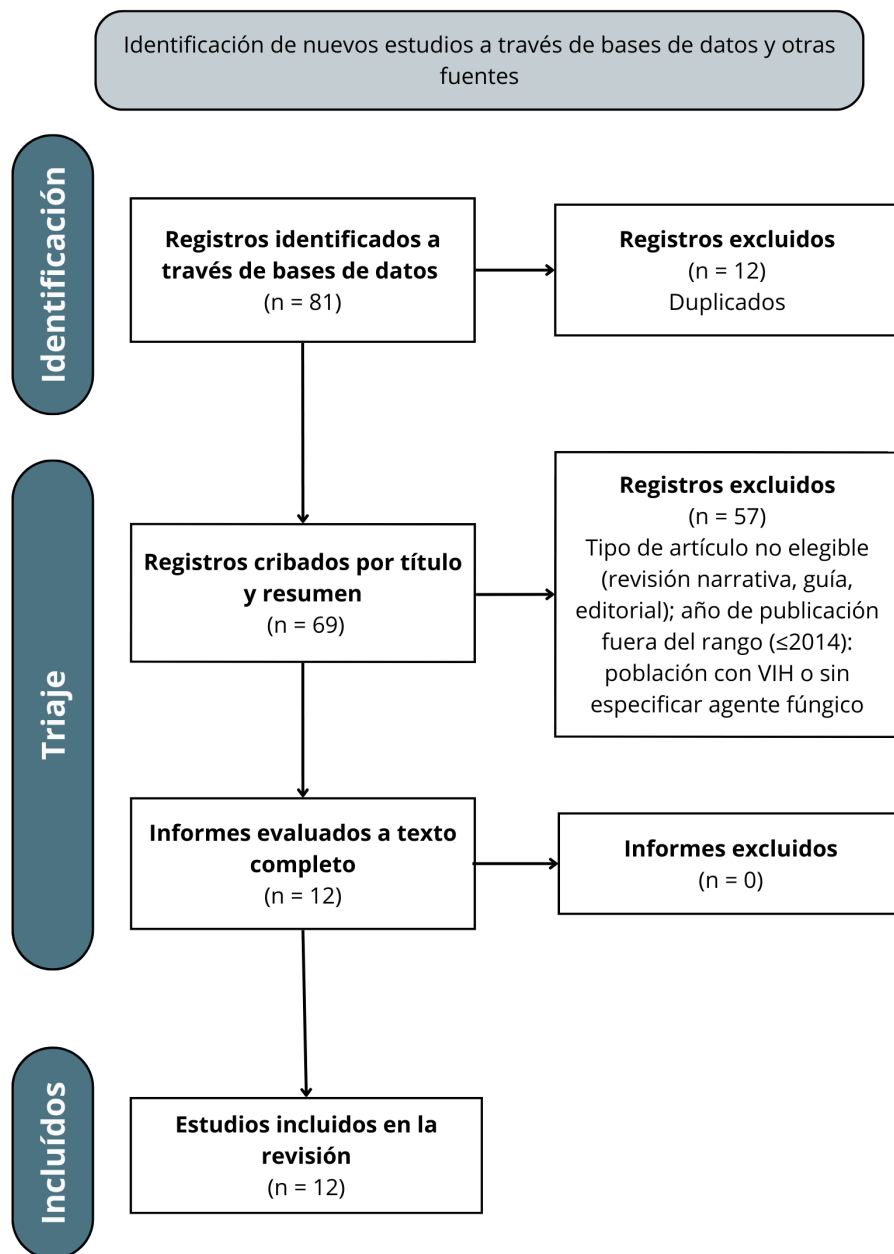 Identificación de nuevos estudios a través de bases de datos y otras
fuentes
Identificación
Registros identificados a
través de bases de datos
(n = 81)
Registros excluidos
(n = 12)
Duplicados
Triaje
Registros cribados por título
y resumen
(n = 69)
Registros excluidos
(n = 57)
Tipo de artículo no elegible
(revisión narrativa, guía,
editorial); año de publicación
fuera del rango (≤2014):
población con VIH o sin
especificar agente fúngico
Informes evaluados a texto
completo
(n = 12)
Informes excluidos
(n = 0)
Incluídos
Estudios incluidos en la
revisión
(n = 12)